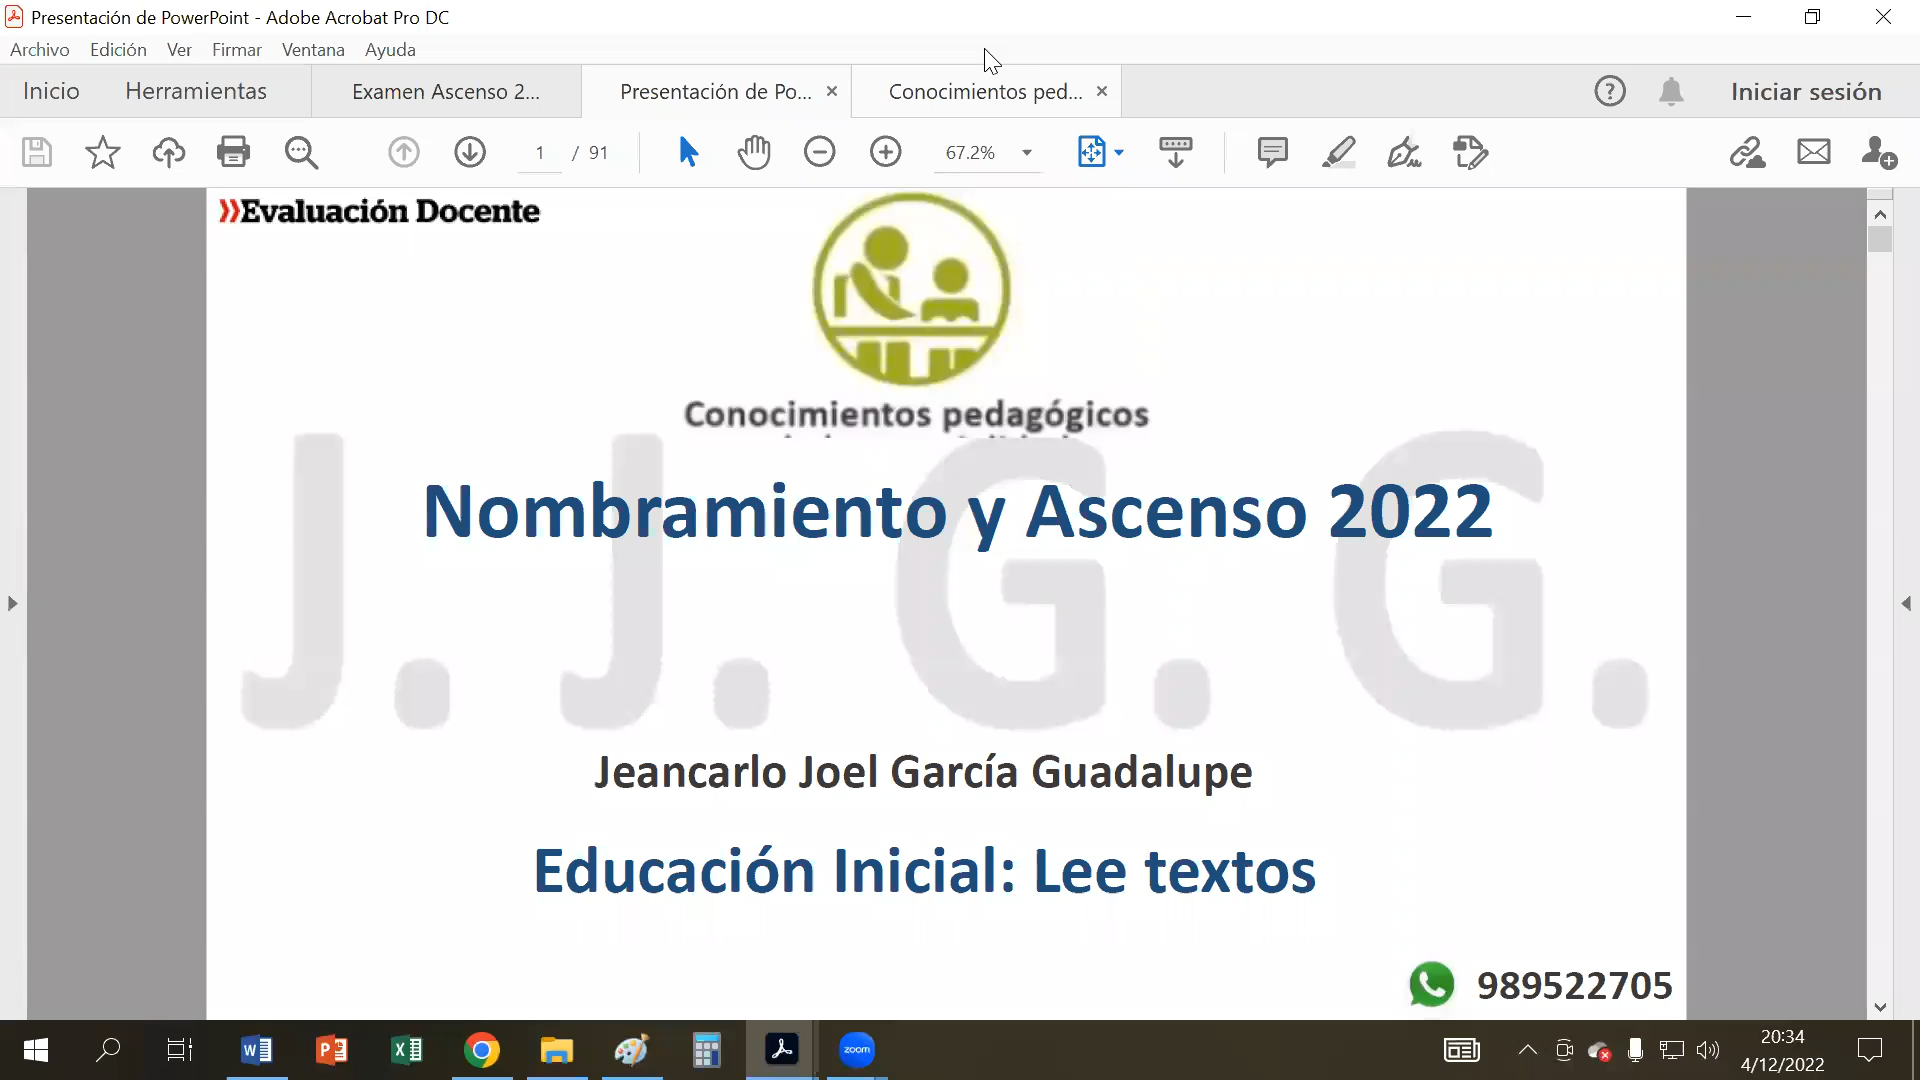 Presentación de PowerPoint - Adobe Acrobat Pro DC
Archivo Edición Ver Firmar Ventana Ayuda
Inicio Herramientas Examen Ascenso 2... Presentación de Po... × Conocimientos ped... × Iniciar sesión
1 / 91 67.2%
Evaluación Docente
Conocimientos pedagógicos
J. J. G. G.
Nombramiento y Ascenso 2022
Jeancarlo Joel García Guadalupe
Educación Inicial: Lee textos
989522705
zoom
20:34
4/12/2022